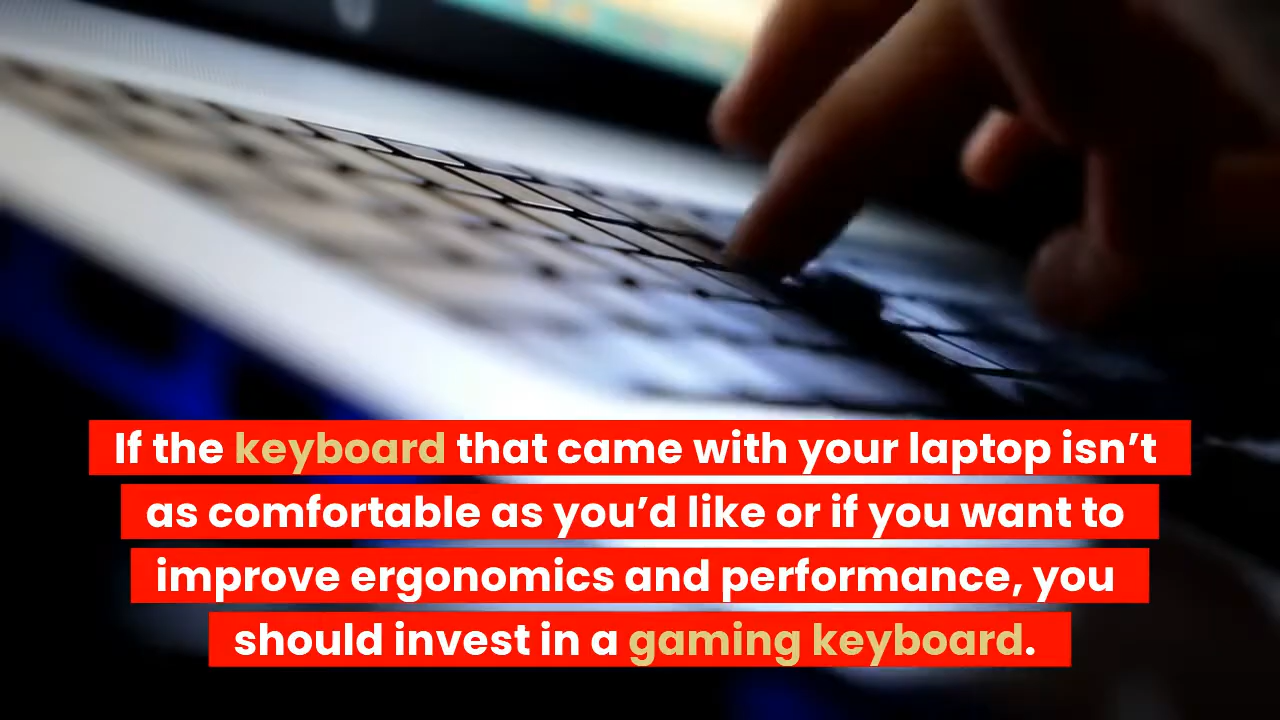 If the keyboard that came with your laptop isn’t
as comfortable as you’d like or if you want to
improve ergonomics and performance, you
should invest in a gaming keyboard.